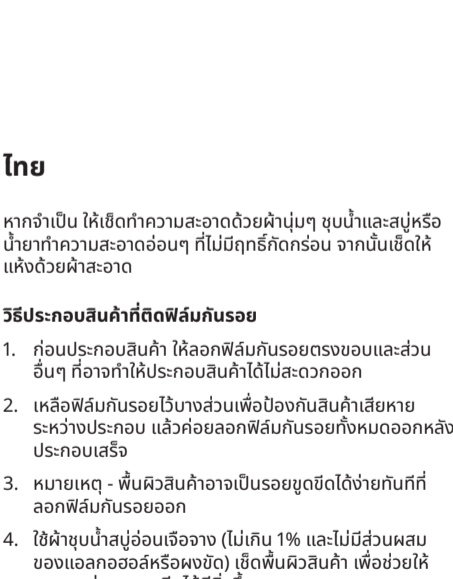 ไทย
หากจำเป็น ให้เช็ดทำความสะอาดด้วยผ้านุ่มๆ ชุบน้ำและสบู่หรือ
น้ำยาทำความสะอาดอ่อนๆ ที่ไม่มีฤทธิ์กัดกร่อน จากนั้นเช็ดให้
แห้งด้วยผ้าสะอาด
วิธีประกอบสินค้าที่ติดฟิล์มกันรอย
1. ก่อนประกอบสินค้า ให้ลอกฟิล์มกันรอยตรงขอบและส่วน
อื่นๆ ที่อาจทำให้ประกอบสินค้าได้ไม่สะดวกออก
2. เหลือฟิล์มกันรอยไว้บางส่วนเพื่อป้องกันสินค้าเสียหาย
ระหว่างประกอบ แล้วค่อยลอกฟิล์มกันรอยทั้งหมดออกหลัง
ประกอบเสร็จ
3. หมายเหตุ - พื้นผิวสินค้าอาจเป็นรอยขูดขีดได้ง่ายทันทีที่
ลอกฟิล์มกันรอยออก
4. ใช้ผ้าชุบน้ำสบู่อ่อนเจือจาง (ไม่เกิน 1% และไม่มีส่วนผสม
ของแอลกอฮอล์หรือผงขัด) เช็ดพื้นผิวสินค้า เพื่อช่วยให้